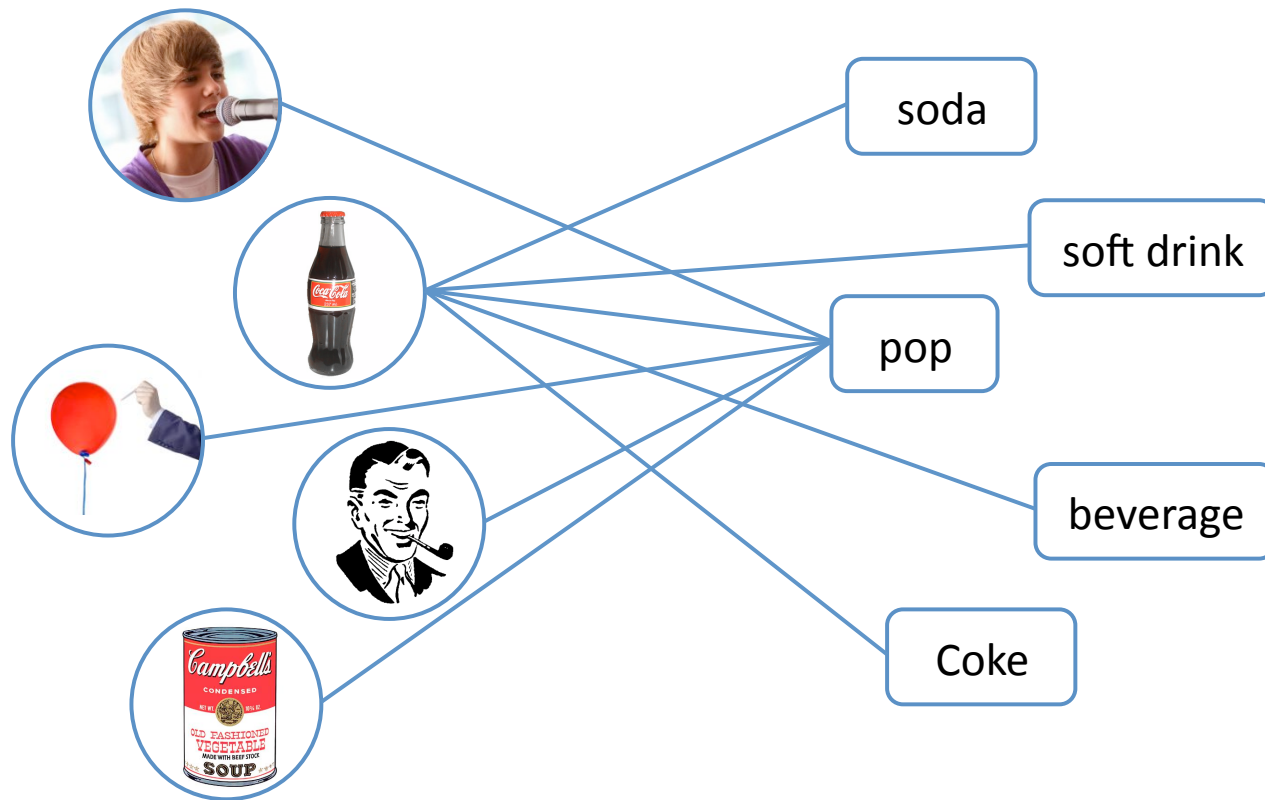 soda
soft drink
pop
beverage
Coke
Coca-Cola
Campbell's
CONDENSED
OLD FASHIONED
VEGETABLE
MADE WITH BEEF STOCK
SOUP